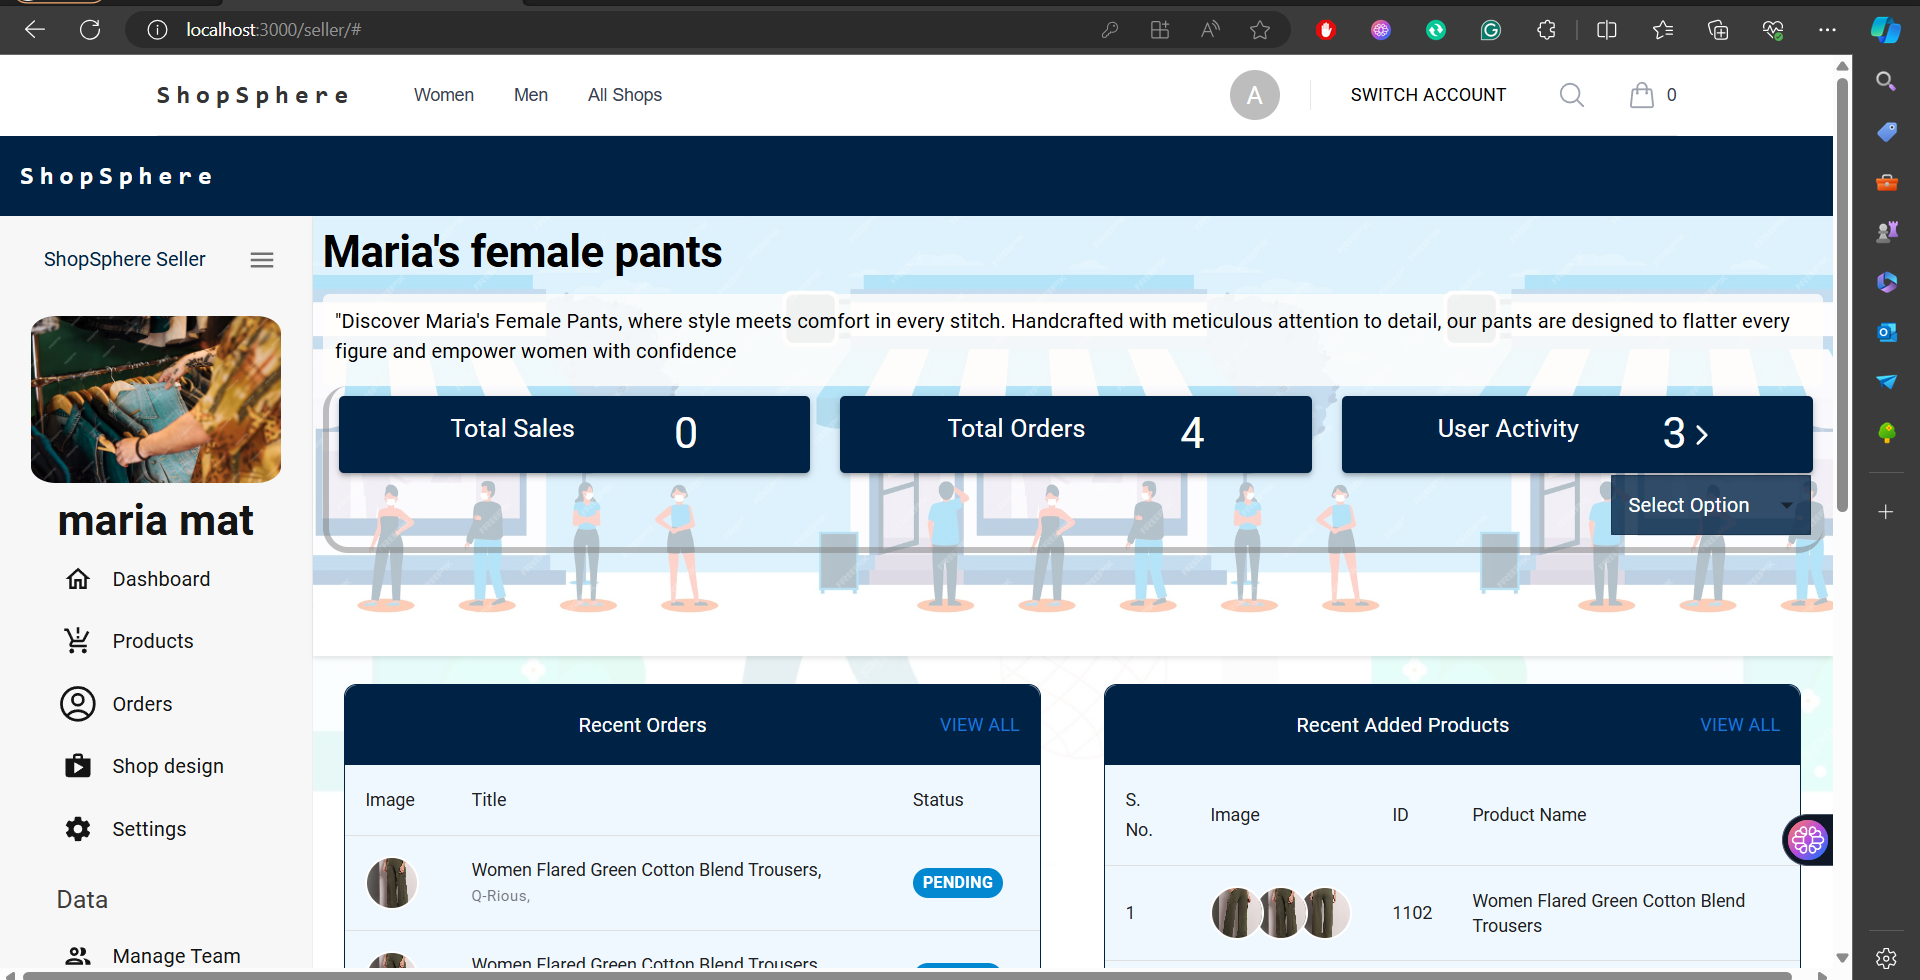 localhost:3000/seller/#
ShopSphere
Women
Men
All Shops
A
SWITCH ACCOUNT
0
ShopSphere
ShopSphere Seller
maria mat
Dashboard
Products
Orders
Shop design
Settings
Data
Manage Team
Maria's female pants
"Discover Maria's Female Pants, where style meets comfort in every stitch. Handcrafted with meticulous attention to detail, our pants are designed to flatter every
figure and empower women with confidence
Total Sales 0
Total Orders 4
User Activity 3
Select Option
Recent Orders VIEW ALL
Image Title Status
Women Flared Green Cotton Blend Trousers, PENDING
Q-Rious,
Women Flared Green Cotton Blend Trousers
Recent Added Products VIEW ALL
S.
No.
Image ID Product Name
1 1102 Women Flared Green Cotton Blend
Trousers